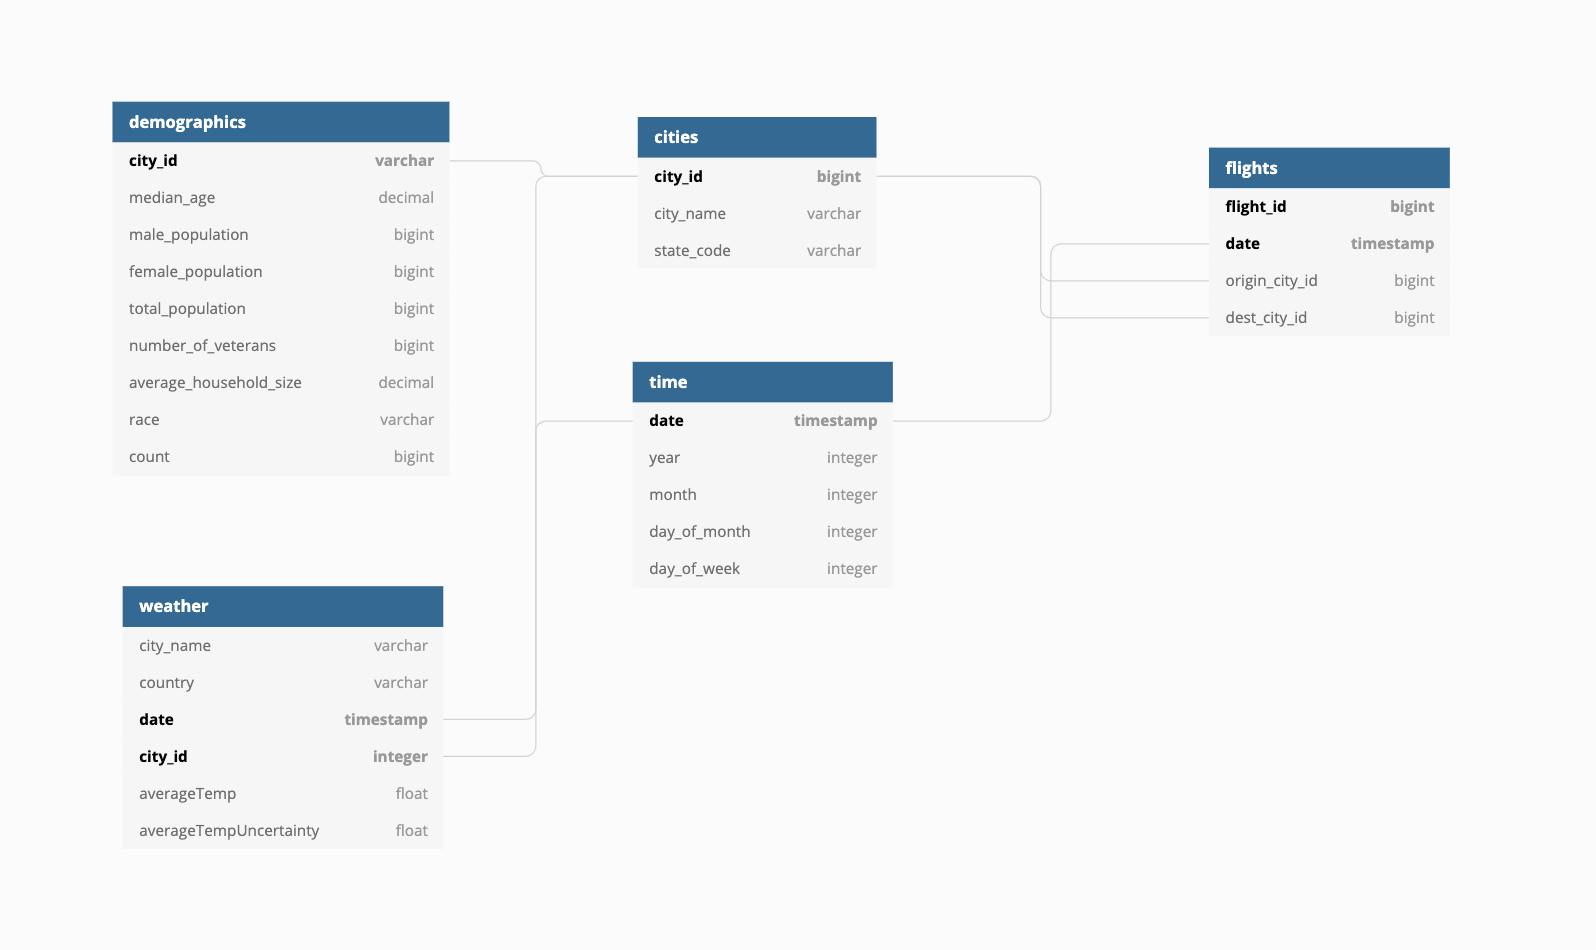 demographics
city_id varchar
median_age decimal
male_population bigint
female_population bigint
total_population bigint
number_of_veterans bigint
average_household_size decimal
race varchar
count bigint
cities
city_id bigint
city_name varchar
state_code varchar
flights
flight_id bigint
date timestamp
origin_city_id bigint
dest_city_id bigint
time
date timestamp
year integer
month integer
day_of_month integer
day_of_week integer
weather
city_name varchar
country varchar
date timestamp
city_id integer
averageTemp float
averageTempUncertainty float